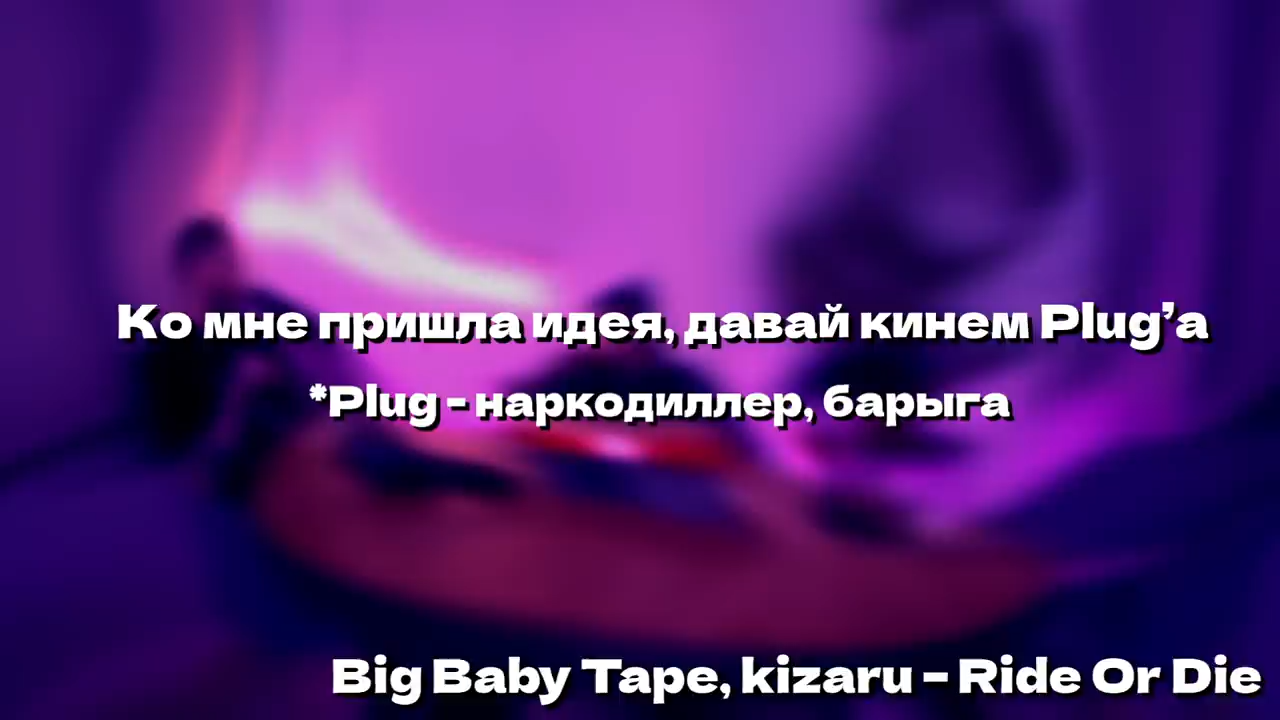 Ко мне пришла идея, давай кинем Plug’а
*Plug – наркодиллер, барыга
Big Baby Tape, kizaru – Ride Or Die